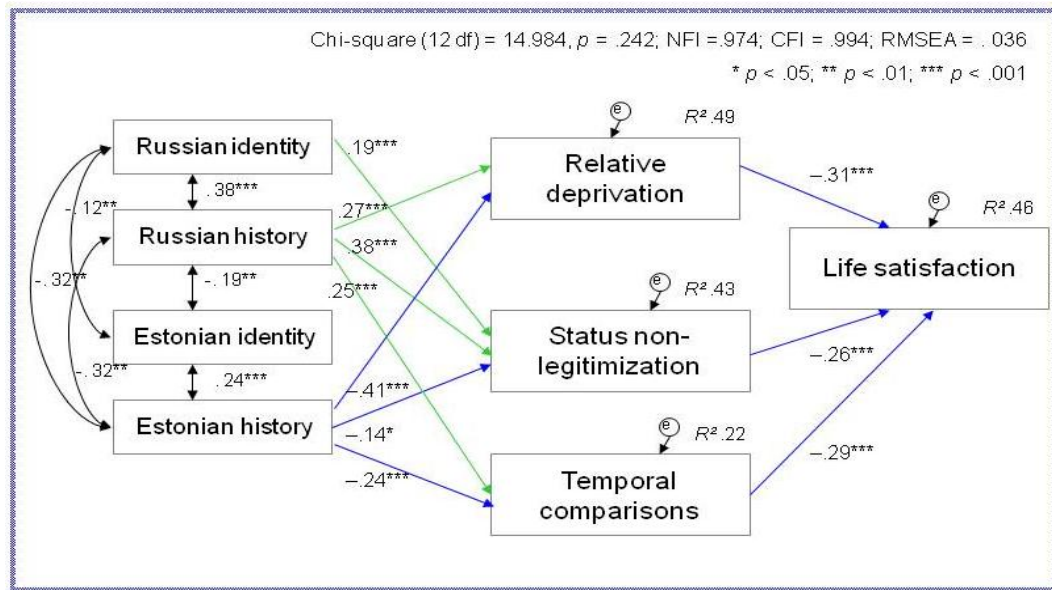 Chi-square (12 df) = 14.984, p = .242; NFI =.974; CFI = .994; RMSEA = . 036
* p < .05; ** p < .01; *** p < .001
e
R² .49
Russian identity
.19***
Relative
deprivation
–.31***
. 38***
e
R² .46
-.12**
.27***
Russian history
.38***
Life satisfaction
-.32**
-.19**
.25***
e
R² .43
Estonian identity
Status non-
legitimization
–.26***
-.32**
. 24***
–.41***
Estonian history
–.14*
e
R² .22
–.29***
–.24***
Temporal
comparisons